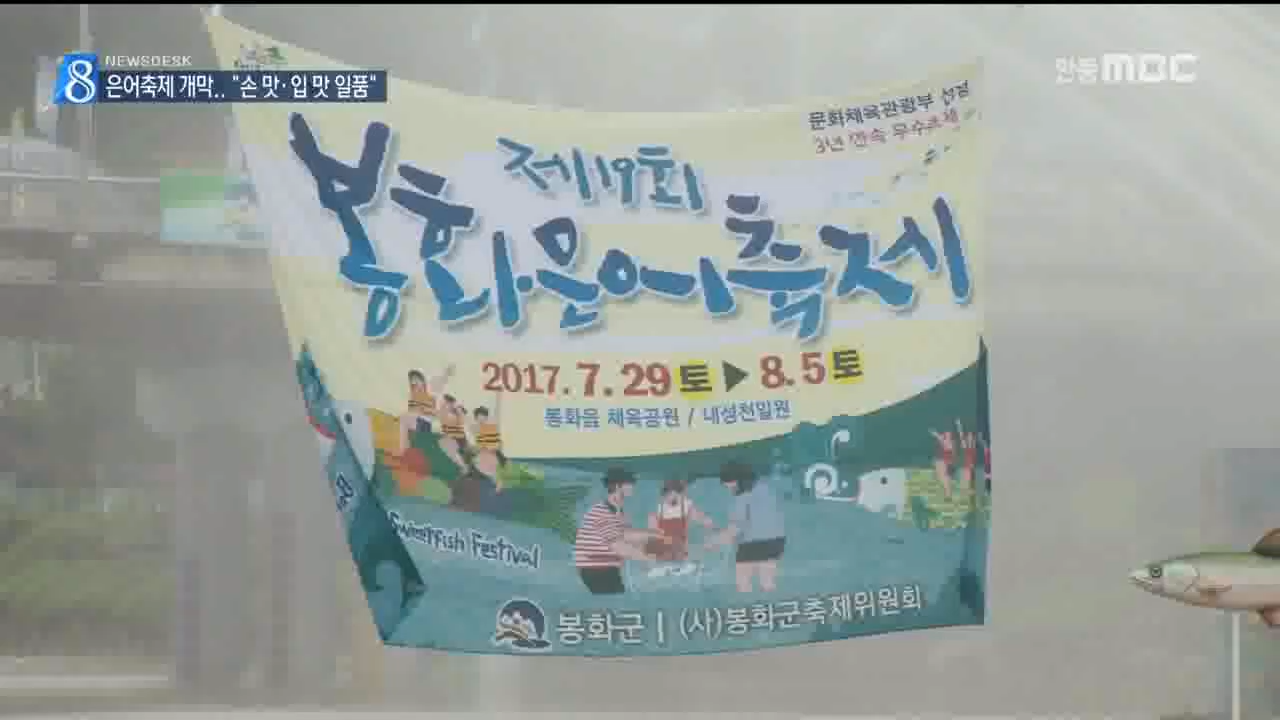 NEWSDESK
8 은어축제 개막.. "손 맛·입 맛 일품"
안동MBC
문화체육관광부 선정
3년 연속 우수축제
제19회
봉화은어축제
2017. 7. 29 토 ▶ 8. 5 토
봉화읍 체육공원 / 내성천일원
Sweetfish Festival
봉화군 | (사)봉화군축제위원회